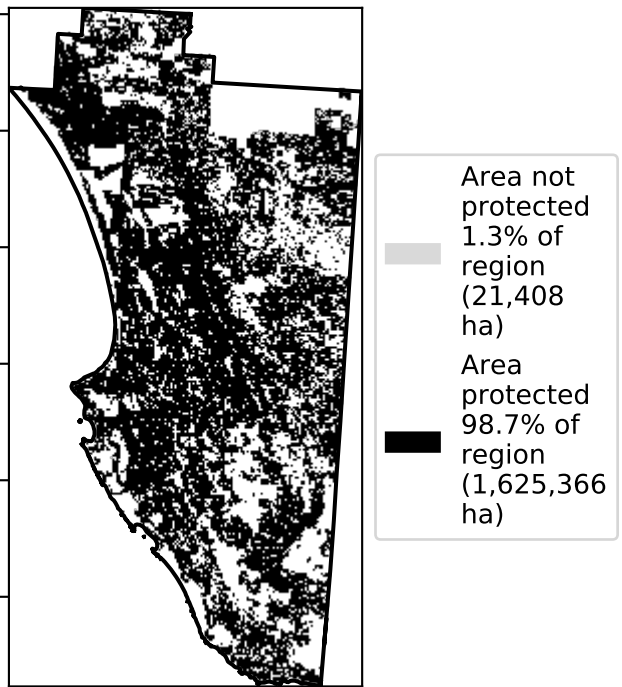 Area not
protected
1.3% of
region
(21,408
ha)
Area
protected
98.7% of
region
(1,625,366
ha)